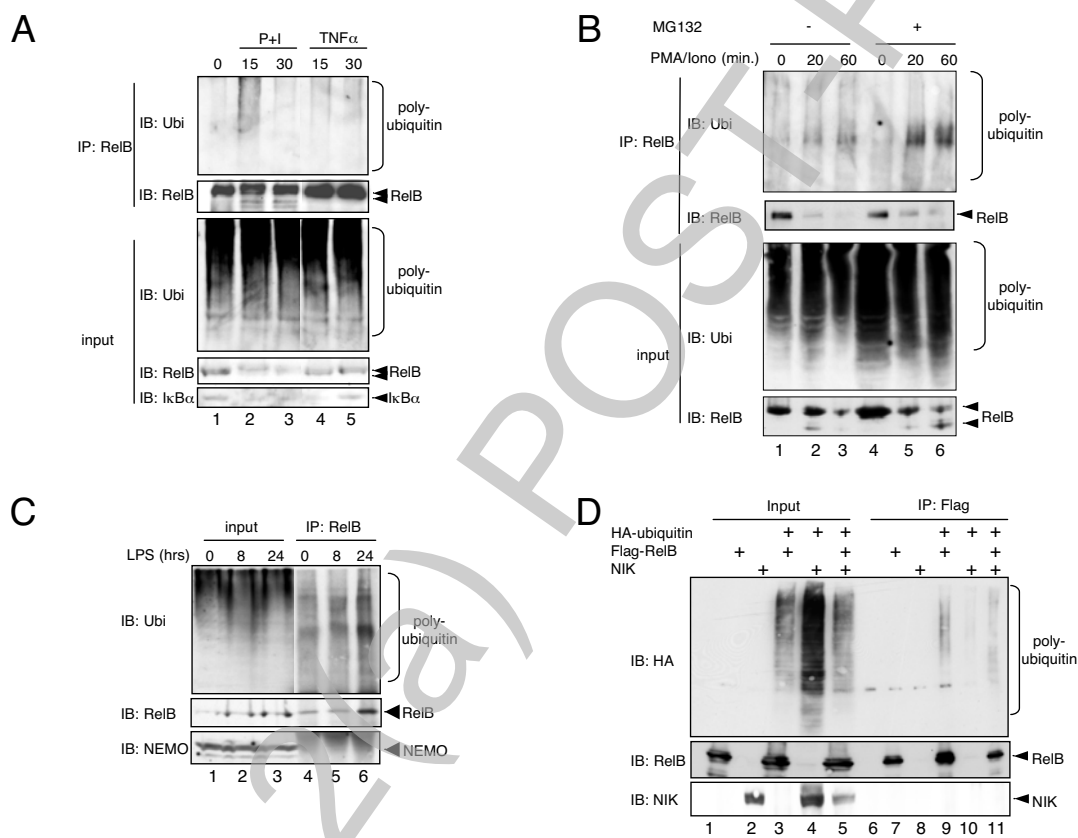 A
P+I TNFα
0 15 30 15 30
IP: RelB
IB: Ubi
poly-
ubiquitin
IB: RelB
RelB
input
IB: Ubi
poly-
ubiquitin
IB: RelB
RelB
IB: IκBα
IκBα
1 2 3 4 5
B
MG132 - +
PMA/Iono (min.) 0 20 60 0 20 60
IP: RelB
IB: Ubi
poly-
ubiquitin
IB: RelB
RelB
input
IB: Ubi
poly-
ubiquitin
IB: RelB
RelB
1 2 3 4 5 6
C
input IP: RelB
LPS (hrs) 0 8 24 0 8 24
IB: Ubi
poly-
ubiquitin
IB: RelB
RelB
IB: NEMO
NEMO
1 2 3 4 5 6
D
Input IP: Flag
HA-ubiquitin + + + + + +
Flag-RelB + + + + + +
NIK + + + + + +
IB: HA
poly-
ubiquitin
IB: RelB
RelB
IB: NIK
NIK
1 2 3 4 5 6 7 8 9 10 11
2(a) POST-